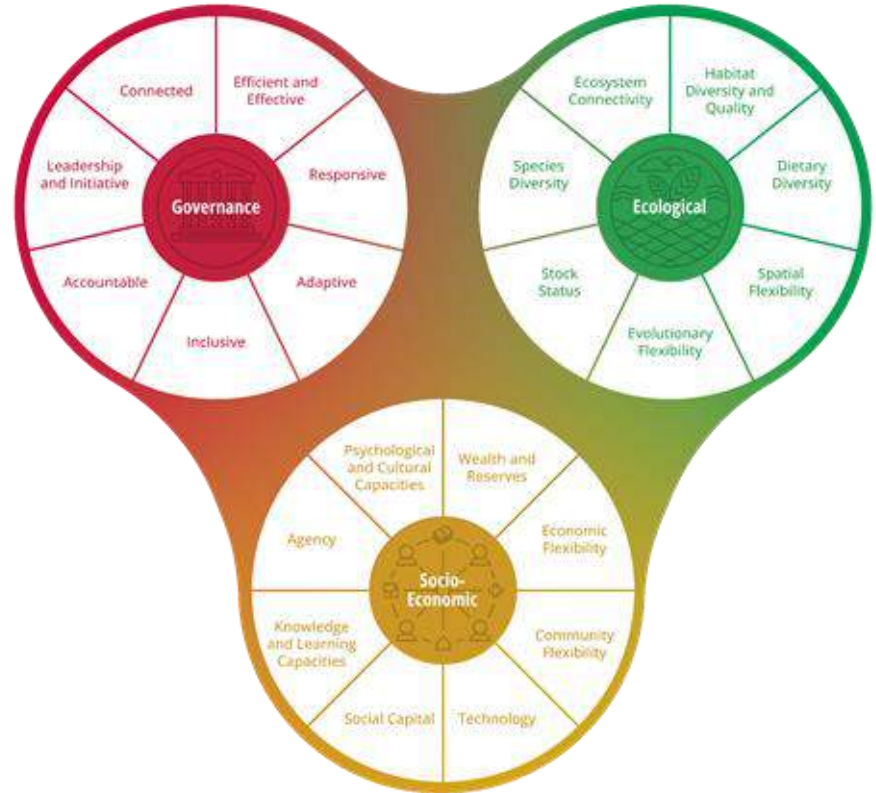 Connected
Efficient and
Effective
Responsive
Adaptive
Inclusive
Accountable
Leadership
and Initiative
Governance
Ecosystem
Connectivity
Habitat
Diversity and
Quality
Dietary
Diversity
Spatial
Flexibility
Evolutionary
Flexibility
Stock
Status
Species
Diversity
Ecological
Psychological
and Cultural
Capacities
Wealth and
Reserves
Economic
Flexibility
Community
Flexibility
Technology
Social Capital
Knowledge
and Learning
Capacities
Agency
Socio-
Economic